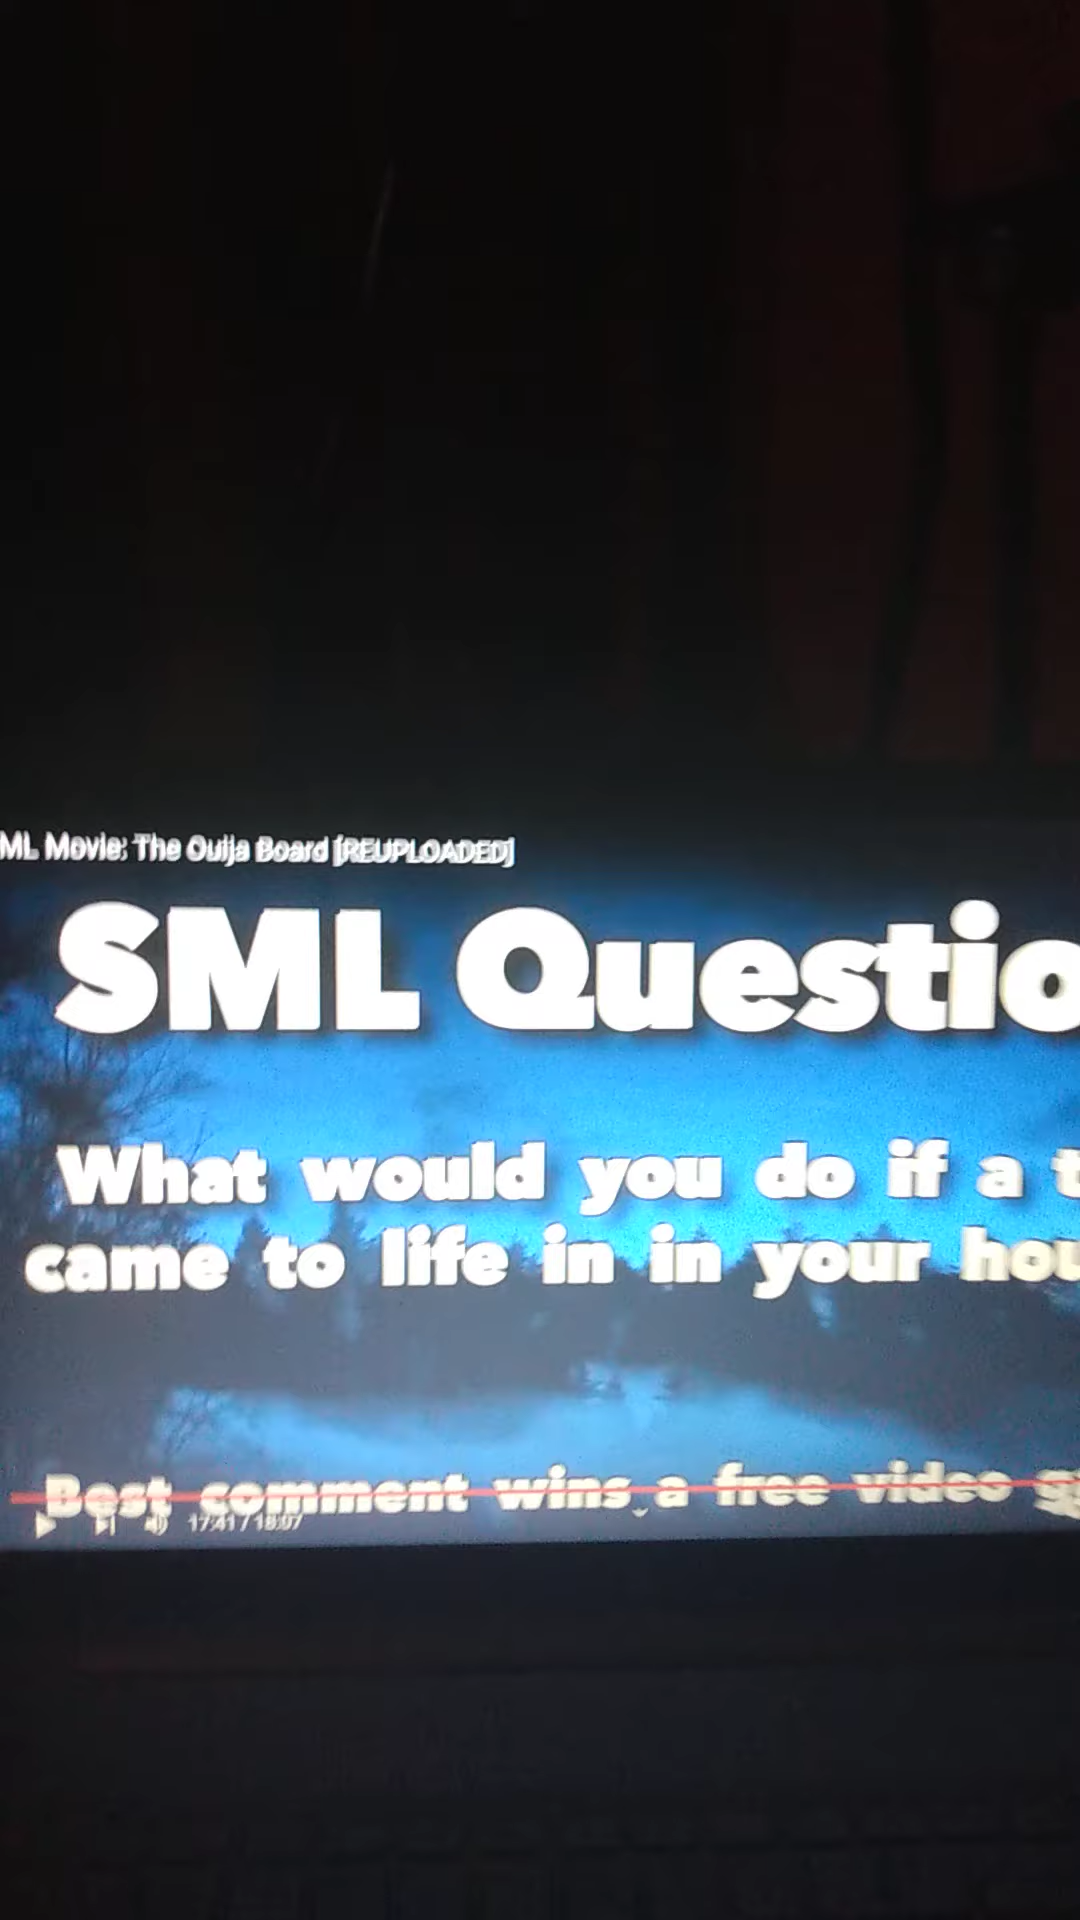 ML Movie: The Ouija Board [REUPLOADED]
SML Questio
What would you do if a t
came to life in in your hou
Best comment wins a free video g
17:41 / 18:07